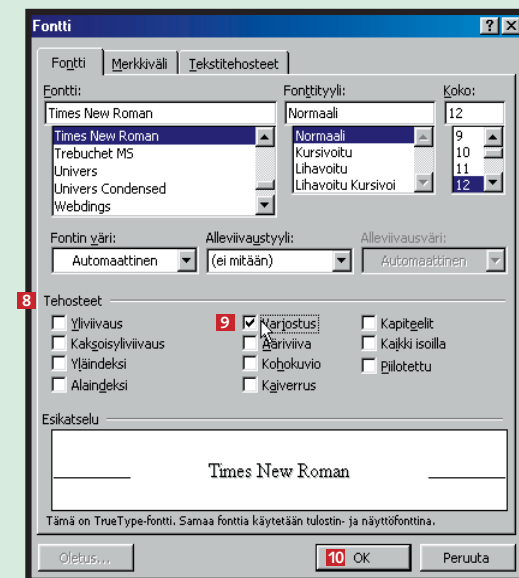 Fontti
Fontti Merkkiväli Tekstitehosteet
Fontti: Fonttityyli: Koko:
Times New Roman Normaali 12
Times New Roman Normaali 9
Trebuchet MS Kursivoitu 10
Univers Lihavoitu 11
Univers Condensed Lihavoitu Kursivoi 12
Webdings
Fontin väri: Alleviivaustyyli: Alleviivausväri:
Automaattinen (ei mitään) Automaattinen
8 Tehosteet
Yliviivaus 9 Varjostus Kapiteelit
Kaksoisyliviivaus Ääriviiva Kaikki isoilla
Yläindeksi Kohokuvio Piilotettu
Alaindeksi Kaiverrus
Esikatselu
Times New Roman
Tämä on TrueType-fontti. Samaa fonttia käytetään tulostin- ja näyttöfonttina.
Oletus... 10 OK Peruuta